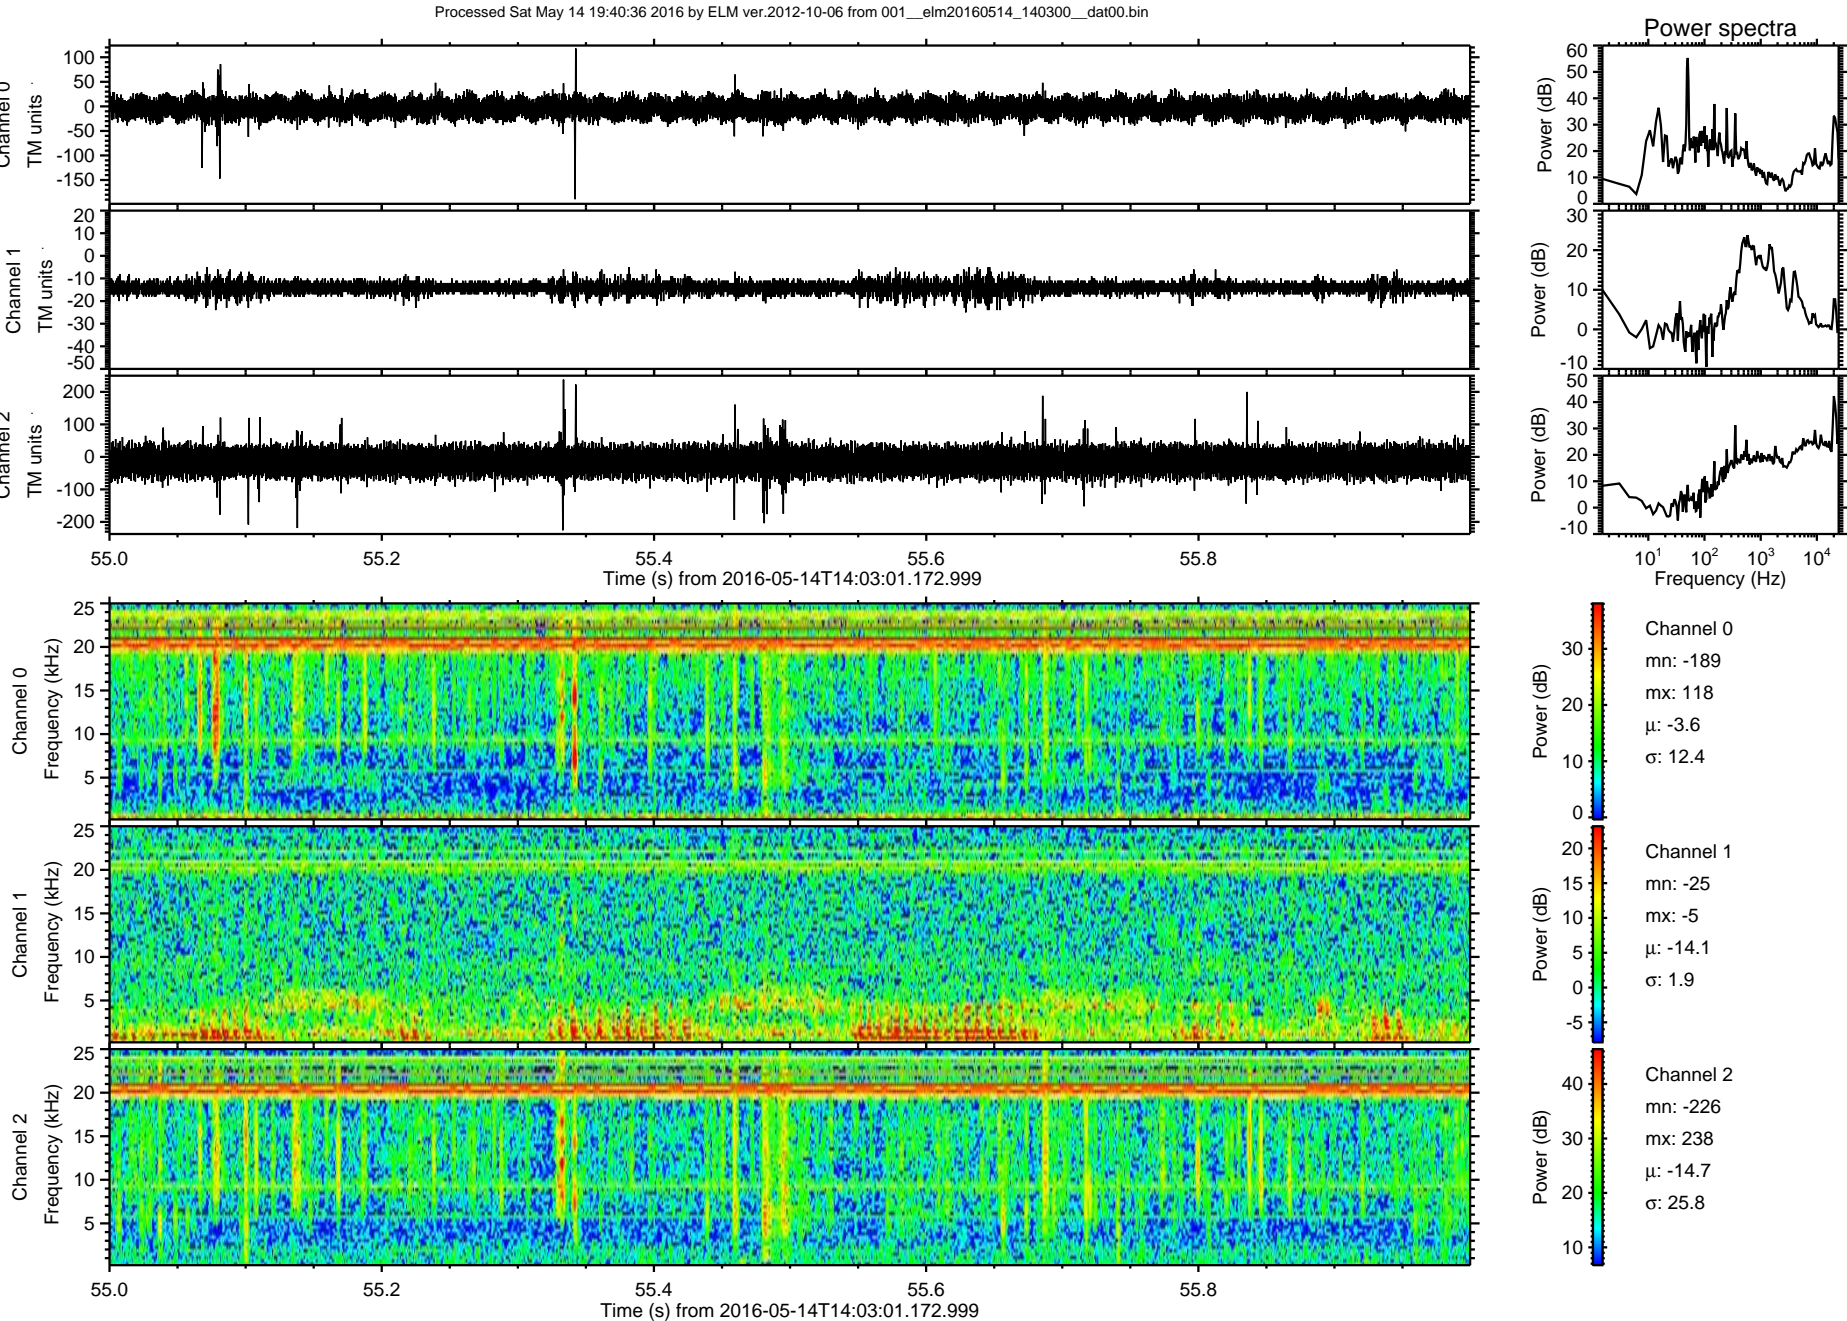 Processed Sat May 14 19:40:36 2016 by ELM ver.2012-10-06 from 001__elm20160514_140300__dat00.bin
Power spectra
Channel 0
TM units
100
50
0
-50
-100
-150
Power (dB)
60
50
40
30
20
10
0
Channel 1
TM units
20
10
0
-10
-20
-30
-40
-50
Power (dB)
30
20
10
0
-10
Channel 2
TM units
200
100
0
-100
-200
Power (dB)
50
40
30
20
10
0
-10
55.0 55.2 55.4 55.6 55.8
Time (s) from 2016-05-14T14:03:01.172.999
10¹ 10² 10³ 10⁴
Frequency (Hz)
Channel 0
Frequency (kHz)
25
20
15
10
5
Power (dB)
30
20
10
0
Channel 0
mn: -189
mx: 118
μ: -3.6
σ: 12.4
Channel 1
Frequency (kHz)
25
20
15
10
5
Power (dB)
20
15
10
5
0
-5
Channel 1
mn: -25
mx: -5
μ: -14.1
σ: 1.9
Channel 2
Frequency (kHz)
25
20
15
10
5
Power (dB)
40
30
20
10
Channel 2
mn: -226
mx: 238
μ: -14.7
σ: 25.8
55.0 55.2 55.4 55.6 55.8
Time (s) from 2016-05-14T14:03:01.172.999